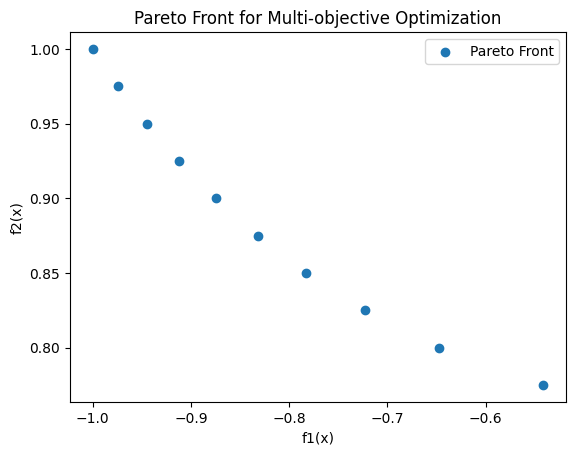 Pareto Front for Multi-objective Optimization
Pareto Front
1.00
0.95
0.90
0.85
0.80
f2(x)
−1.0
−0.9
−0.8
−0.7
−0.6
f1(x)